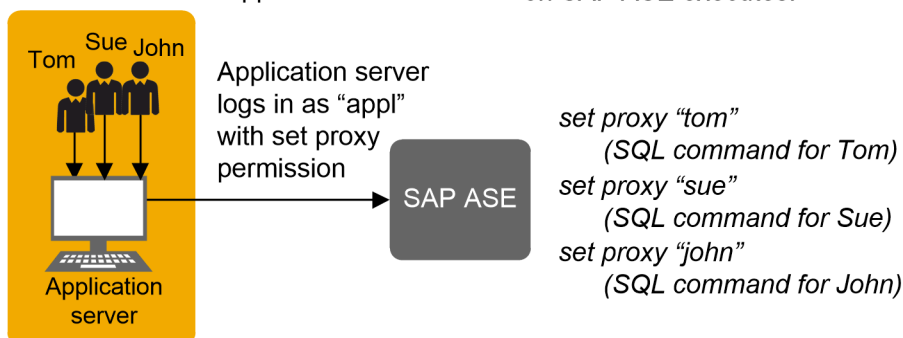 Tom
Sue
John
Application server
logs in as “appl”
with set proxy
permission
Application
server
SAP ASE
set proxy “tom”
(SQL command for Tom)
set proxy “sue”
(SQL command for Sue)
set proxy “john”
(SQL command for John)